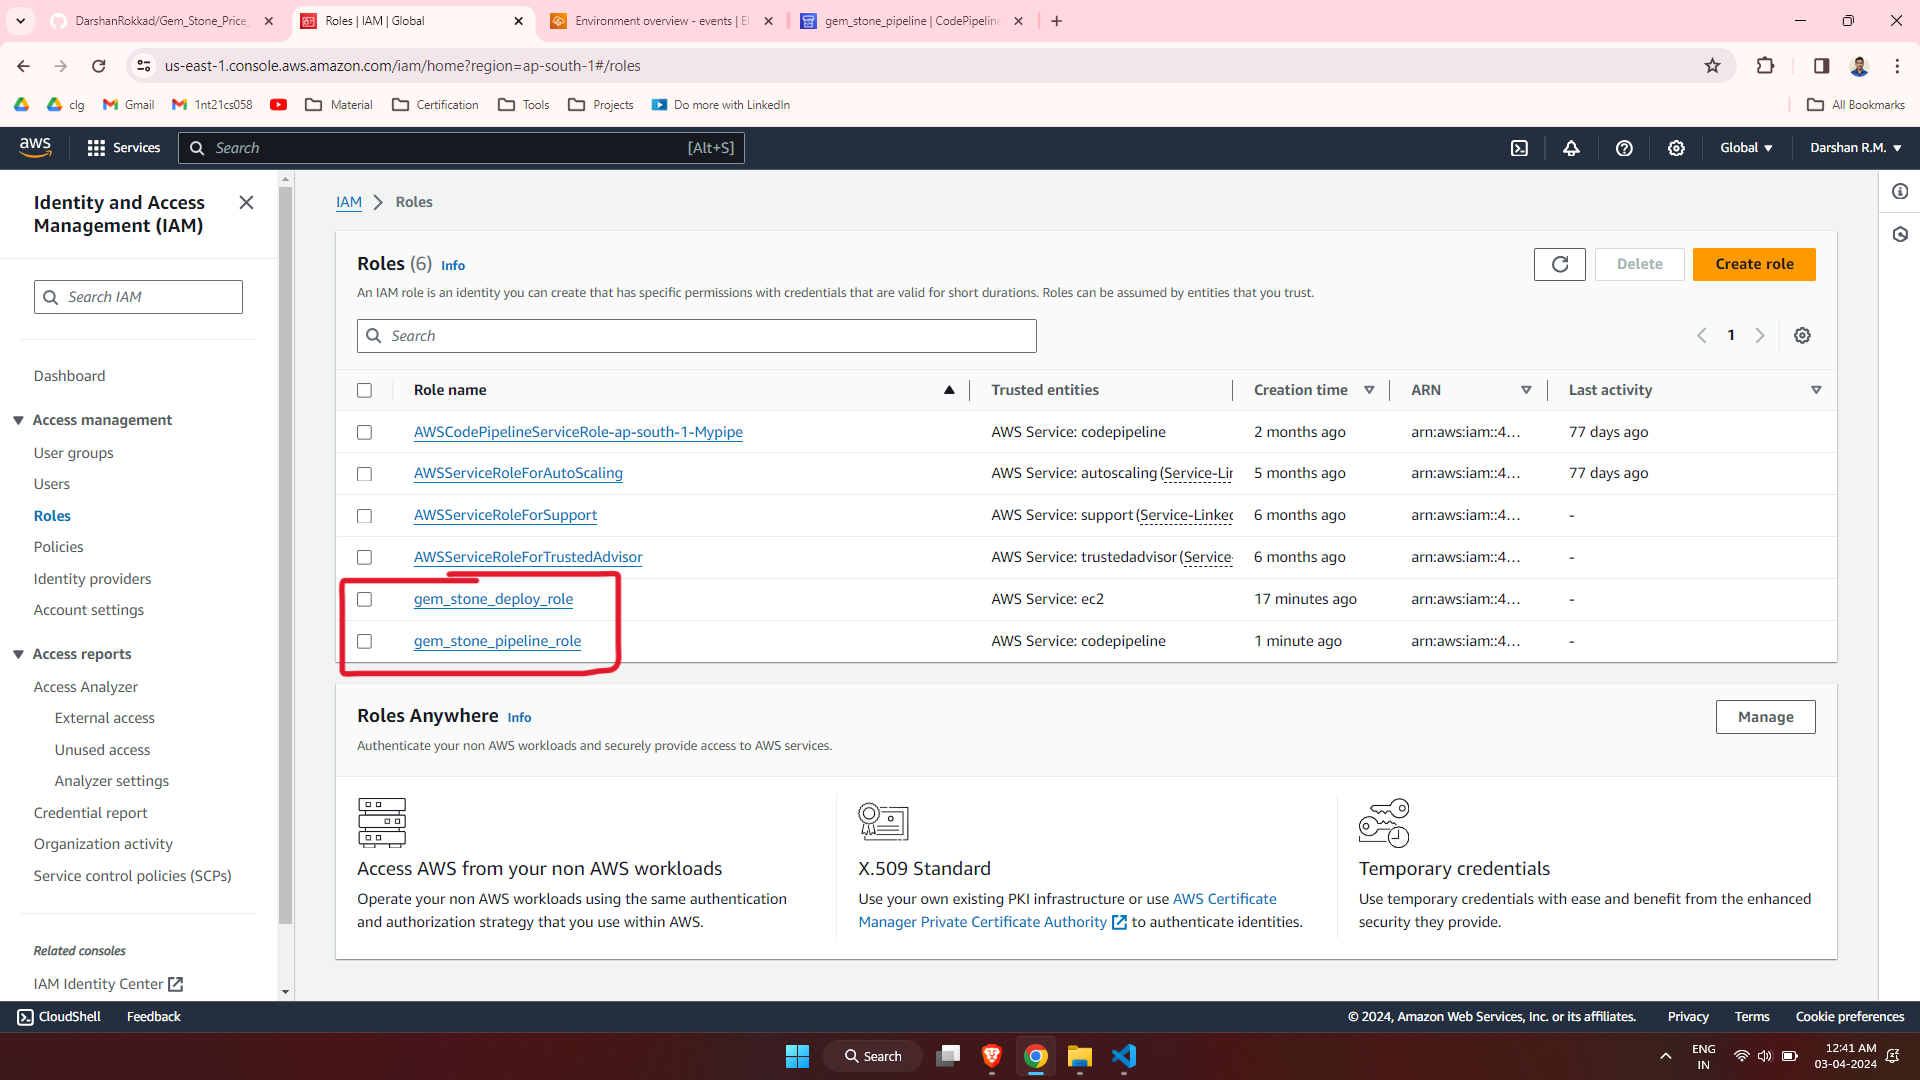 DarshanRokkad/Gem_Stone_Price_
Roles | IAM | Global
Environment overview - events | El
gem_stone_pipeline | CodePipeline
us-east-1.console.aws.amazon.com/iam/home?region=ap-south-1#/roles
clg
Gmail
1nt21cs058
Material
Certification
Tools
Projects
Do more with LinkedIn
All Bookmarks
aws
Services
Search
[Alt+S]
Global
Darshan R.M.
Identity and Access
Management (IAM)
Search IAM
Dashboard
Access management
User groups
Users
Roles
Policies
Identity providers
Account settings
Access reports
Access Analyzer
External access
Unused access
Analyzer settings
Credential report
Organization activity
Service control policies (SCPs)
Related consoles
IAM Identity Center
IAM > Roles
Roles (6) Info
Delete
Create role
An IAM role is an identity you can create that has specific permissions with credentials that are valid for short durations. Roles can be assumed by entities that you trust.
Search
1
Role name Trusted entities Creation time ARN Last activity
AWSCodePipelineServiceRole-ap-south-1-Mypipe AWS Service: codepipeline 2 months ago arn:aws:iam::4... 77 days ago
AWSServiceRoleForAutoScaling AWS Service: autoscaling (Service-Lin 5 months ago arn:aws:iam::4... 77 days ago
AWSServiceRoleForSupport AWS Service: support (Service-Linked 6 months ago arn:aws:iam::4... -
AWSServiceRoleForTrustedAdvisor AWS Service: trustedadvisor (Service- 6 months ago arn:aws:iam::4... -
gem_stone_deploy_role AWS Service: ec2 17 minutes ago arn:aws:iam::4... -
gem_stone_pipeline_role AWS Service: codepipeline 1 minute ago arn:aws:iam::4... -
Roles Anywhere Info
Manage
Authenticate your non AWS workloads and securely provide access to AWS services.
Access AWS from your non AWS workloads
Operate your non AWS workloads using the same authentication
and authorization strategy that you use within AWS.
X.509 Standard
Use your own existing PKI infrastructure or use AWS Certificate
Manager Private Certificate Authority to authenticate identities.
Temporary credentials
Use temporary credentials with ease and benefit from the enhanced
security they provide.
CloudShell
Feedback
© 2024, Amazon Web Services, Inc. or its affiliates.
Privacy
Terms
Cookie preferences
Search
ENG
IN
12:41 AM
03-04-2024